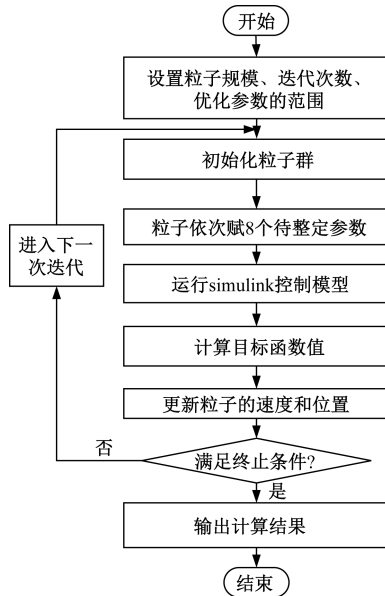 开始
设置粒子规模、迭代次数、
优化参数的范围
初始化粒子群
粒子依次赋8个待整定参数
进入下一
次迭代
运行simulink控制模型
计算目标函数值
更新粒子的速度和位置
否
满足终止条件?
是
输出计算结果
结束